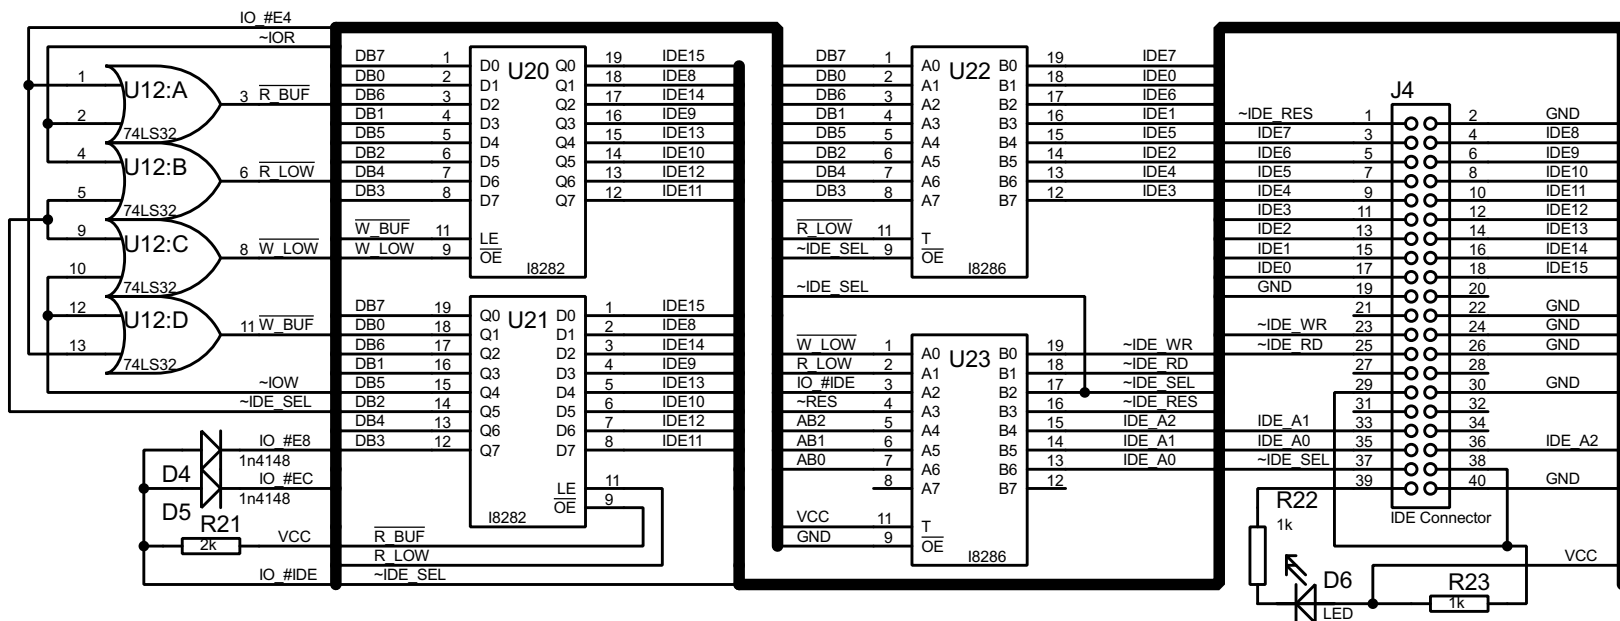 IO_#E4
~IOR
1
U12:A
3 R_BUF
2
74LS32
4
U12:B
6 R_LOW
5
74LS32
9
U12:C
8 W_LOW
10
74LS32
12
U12:D
11 W_BUF
13
74LS32
~IOW
~IDE_SEL
IO_#E8
1n4148
D4
IO_#EC
1n4148
D5
R21
2k
VCC
IO_#IDE
DB7 1 D0 U20 Q0 19 IDE15
DB0 2 D1 Q1 18 IDE8
DB6 3 D2 Q2 17 IDE14
DB1 4 D3 Q3 16 IDE9
DB5 5 D4 Q4 15 IDE13
DB2 6 D5 Q5 14 IDE10
DB4 7 D6 Q6 13 IDE12
DB3 8 D7 Q7 12 IDE11
W_BUF 11 LE
W_LOW 9 OE
I8282
DB7 19 Q0 U21 D0 1 IDE15
DB0 18 Q1 D1 2 IDE8
DB6 17 Q2 D2 3 IDE14
DB1 16 Q3 D3 4 IDE9
DB5 15 Q4 D4 5 IDE13
DB2 14 Q5 D5 6 IDE10
DB4 13 Q6 D6 7 IDE12
DB3 12 Q7 D7 8 IDE11
LE 11
OE 9
I8282
R_BUF
R_LOW
~IDE_SEL
DB7 1 A0 U22 B0 19 IDE7
DB0 2 A1 B1 18 IDE0
DB6 3 A2 B2 17 IDE6
DB1 4 A3 B3 16 IDE1
DB5 5 A4 B4 15 IDE5
DB2 6 A5 B5 14 IDE2
DB4 7 A6 B6 13 IDE4
DB3 8 A7 B7 12 IDE3
R_LOW 11 T
~IDE_SEL 9 OE
I8286
~IDE_SEL
W_LOW 1 A0 U23 B0 19 ~IDE_WR
R_LOW 2 A1 B1 18 ~IDE_RD
IO_#IDE 3 A2 B2 17 ~IDE_SEL
~RES 4 A3 B3 16 ~IDE_RES
AB2 5 A4 B4 15 IDE_A2
AB1 6 A5 B5 14 IDE_A1
AB0 7 A6 B6 13 IDE_A0
8 A7 B7 12
VCC 11 T
GND 9 OE
I8286
J4
~IDE_RES 1 2 GND
IDE7 3 4 IDE8
IDE6 5 6 IDE9
IDE5 7 8 IDE10
IDE4 9 10 IDE11
IDE3 11 12 IDE12
IDE2 13 14 IDE13
IDE1 15 16 IDE14
IDE0 17 18 IDE15
GND 19 20
21 22 GND
~IDE_WR 23 24 GND
~IDE_RD 25 26 GND
27 28
29 30 GND
31 32
IDE_A1 33 34
IDE_A0 35 36 IDE_A2
~IDE_SEL 37 38
39 40 GND
IDE Connector
R22
1k
VCC
D6
LED
R23
1k